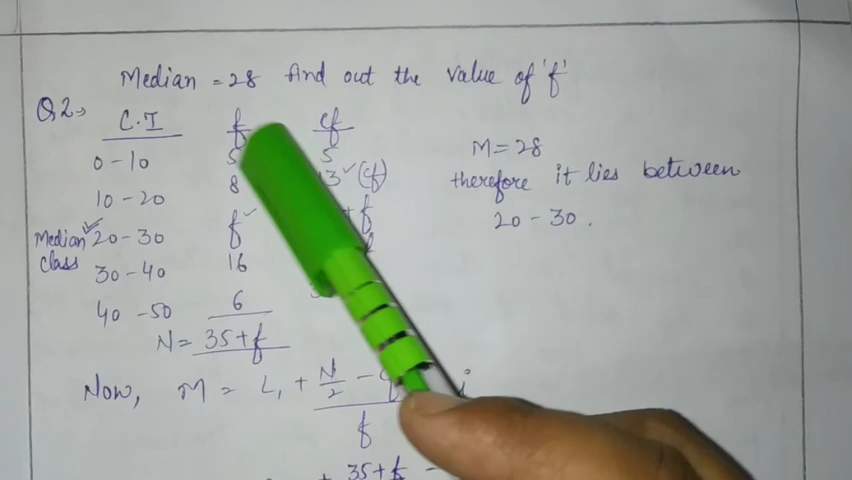 Median = 28 find out the value of 'f'
Q2→
C.I f cf
0-10 5 5
10-20 8 13✓(cf)
Median✓ 20-30 f✓ + f
class
30-40 16
40-50 6
N= 35+f
M=28
therefore it lies between
20-30.
Now, M = L₁ + N/2 - i
f
+ 35+f -